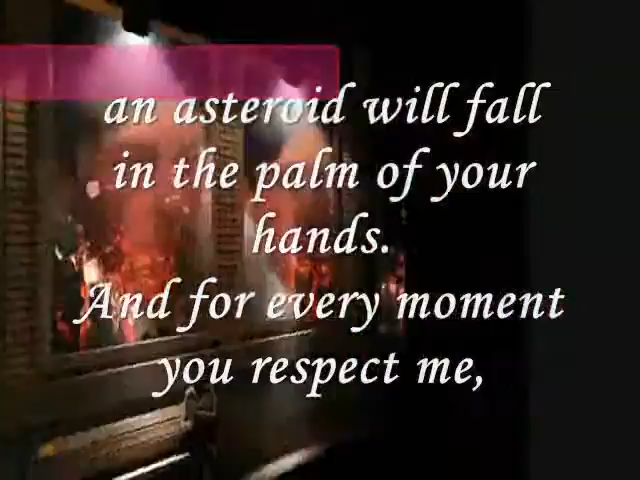 an asteroid will fall
in the palm of your
hands.
And for every moment
you respect me,